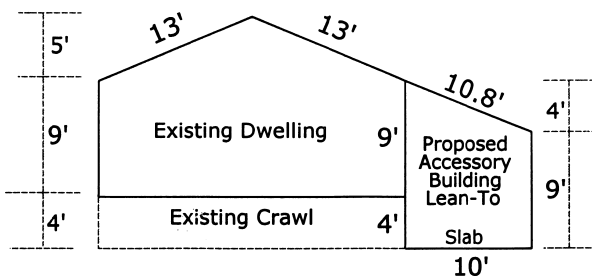 13'
13'
5'
10.8'
4'
9'
Existing Dwelling
9'
Proposed
Accessory
Building
Lean-To
9'
4'
Existing Crawl
4'
Slab
10'